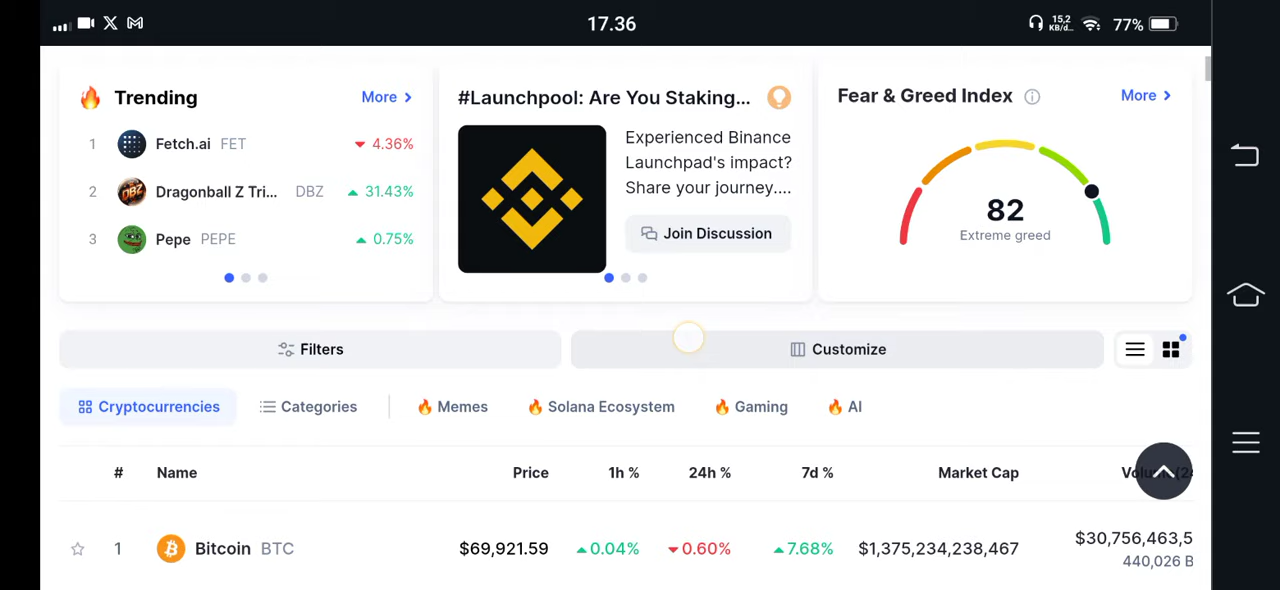 17.36
15,2
KB/d...
77%
Trending
More
1 Fetch.ai FET 4.36%
2 Dragonball Z Tri... DBZ 31.43%
3 Pepe PEPE 0.75%
#Launchpool: Are You Staking...
Experienced Binance
Launchpad's impact?
Share your journey....
Join Discussion
Fear & Greed Index
More
82
Extreme greed
Filters
Customize
Cryptocurrencies Categories Memes Solana Ecosystem Gaming AI
# Name Price 1h % 24h % 7d % Market Cap
1 Bitcoin BTC $69,921.59 0.04% 0.60% 7.68% $1,375,234,238,467 $30,756,463,5
440,026 B